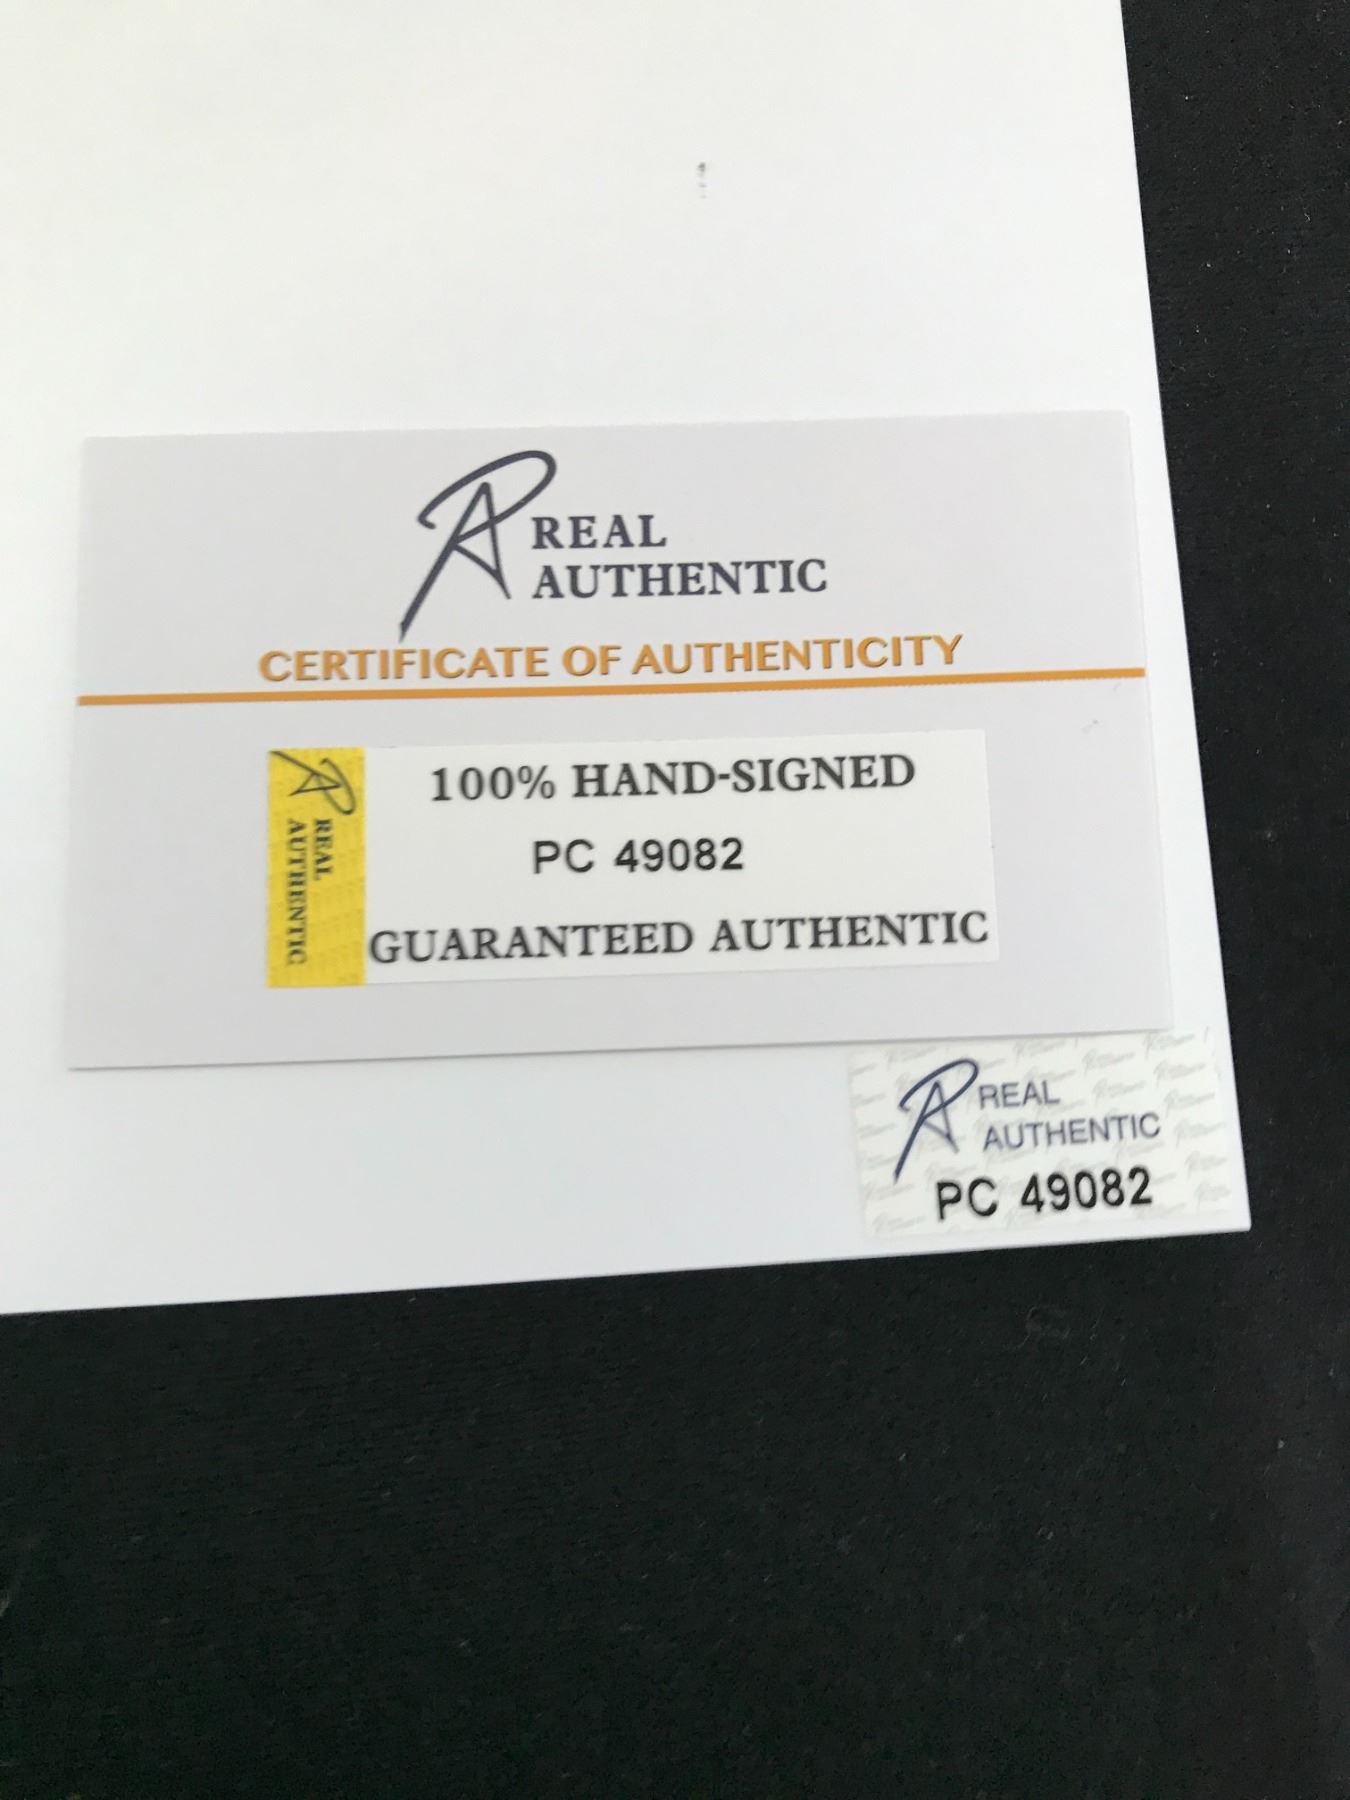 REAL
AUTHENTIC
CERTIFICATE OF AUTHENTICITY
REAL
AUTHENTIC
100% HAND-SIGNED
PC 49082
GUARANTEED AUTHENTIC
REAL
AUTHENTIC
PC 49082